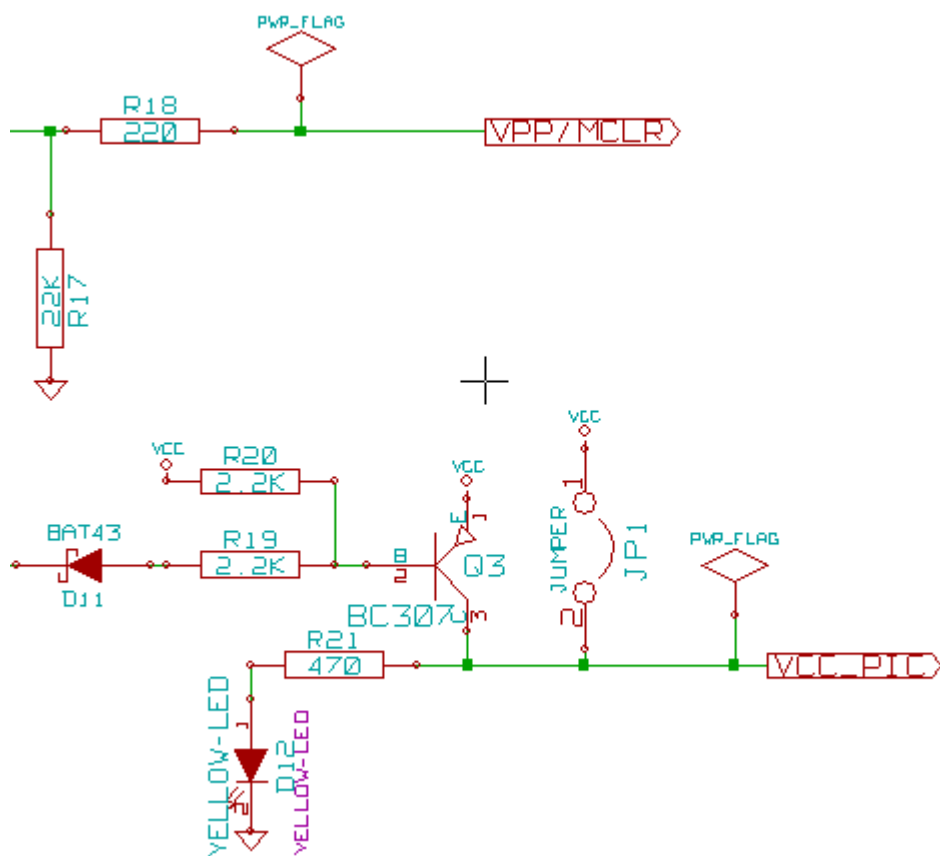 PWR_FLAG
R18
220
VPP/MCLR
22K
R17
VCC
R20
2.2K
VCC
VCC
1
JUMPER
JP1
2
BAT43
D11
R19
2.2K
B
2
E
1
Q3
BC307
C
3
PWR_FLAG
R21
470
VCC_PIC
YELLOW-LED
1
D12
2
YELLOW-LED